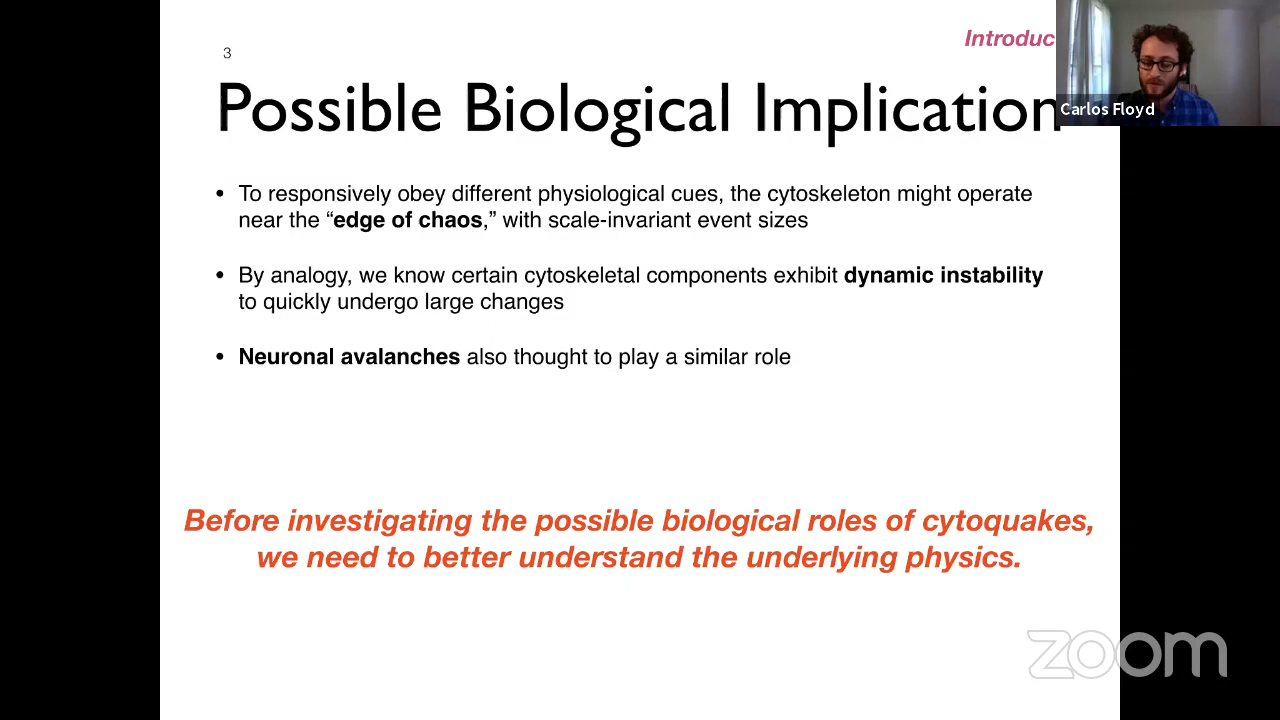 3
Introduc
Possible Biological Implication
Carlos Floyd
• To responsively obey different physiological cues, the cytoskeleton might operate
near the “edge of chaos,” with scale-invariant event sizes
• By analogy, we know certain cytoskeletal components exhibit dynamic instability
to quickly undergo large changes
• Neuronal avalanches also thought to play a similar role
Before investigating the possible biological roles of cytoquakes,
we need to better understand the underlying physics.
zoom